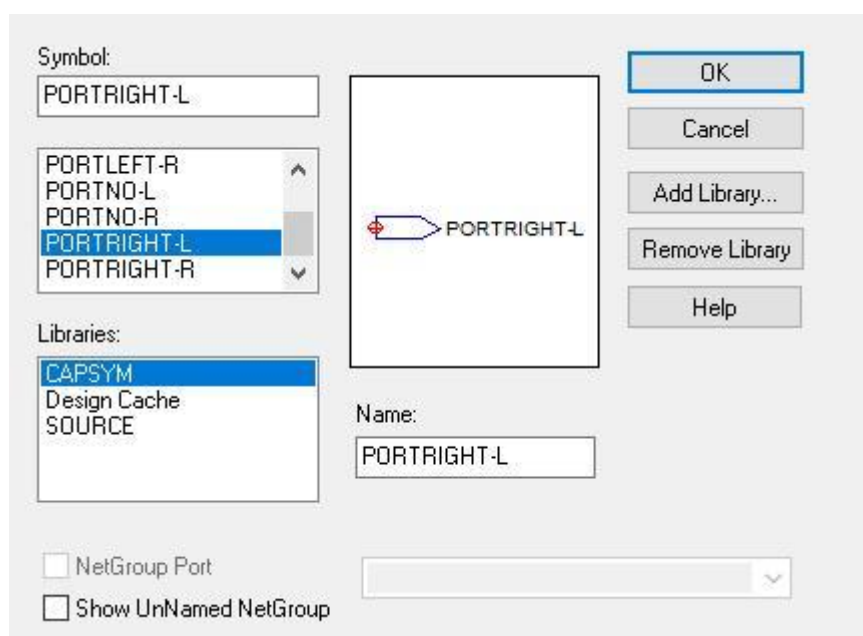 Symbol:
PORTRIGHT-L
PORTLEFT-R
PORTNO-L
PORTNO-R
PORTRIGHT-L
PORTRIGHT-R
Libraries:
CAPSYM
Design Cache
SOURCE
PORTRIGHT-L
Name:
PORTRIGHT-L
OK
Cancel
Add Library...
Remove Library
Help
NetGroup Port
Show UnNamed NetGroup